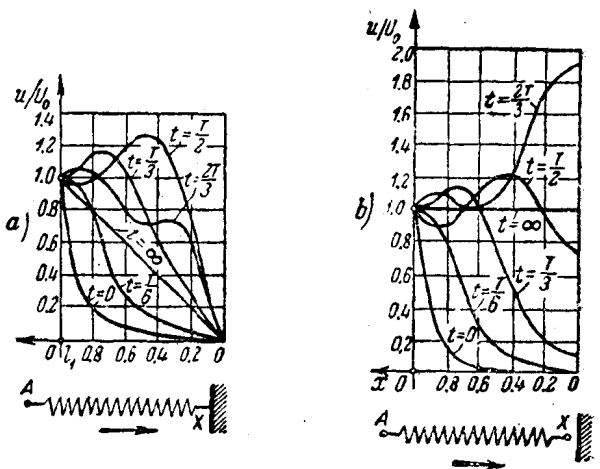 a)
u/U₀
1.4
1.2
1.0
0.8
0.6
0.4
0.2
t=T/2
t=T/3
t=2T/3
t=∞
t=0
t=T/6
0 1 0,8 0,6 0,4 0,2 0
A
X
б)
u/U₀
2.0
1.8
1.6
1.4
1.2
1.0
0.8
0.6
0.4
0.2
t=2T/3
t=T/2
t=∞
t=T/3
t=T/6
t=0
x 0 1 0.8 0.6 0.4 0.2 0
A
X